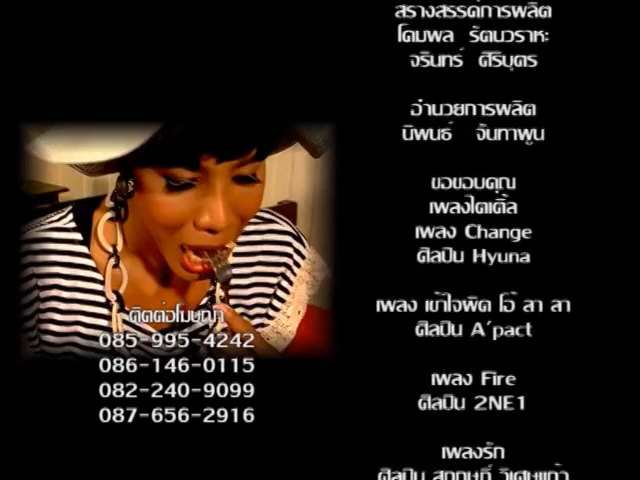 สร้างสรรค์การผลิต
โดมพล รัตนวราหะ
จรินทร์ ศิริบุตร
อำนวยการผลิต
นิพนธ์ จั่นทาพูน
ขอขอบคุณ
เพลงไตเติ้ล
เพลง Change
ศิลปิน Hyuna
เพลง เข้าใจผิด โอ๊ ลา ลา
ศิลปิน A'pact
เพลง Fire
ศิลปิน 2NE1
เพลงรัก
ศิลปิน
ติดต่อโมษณา
085-995-4242
086-146-0115
082-240-9099
087-656-2916